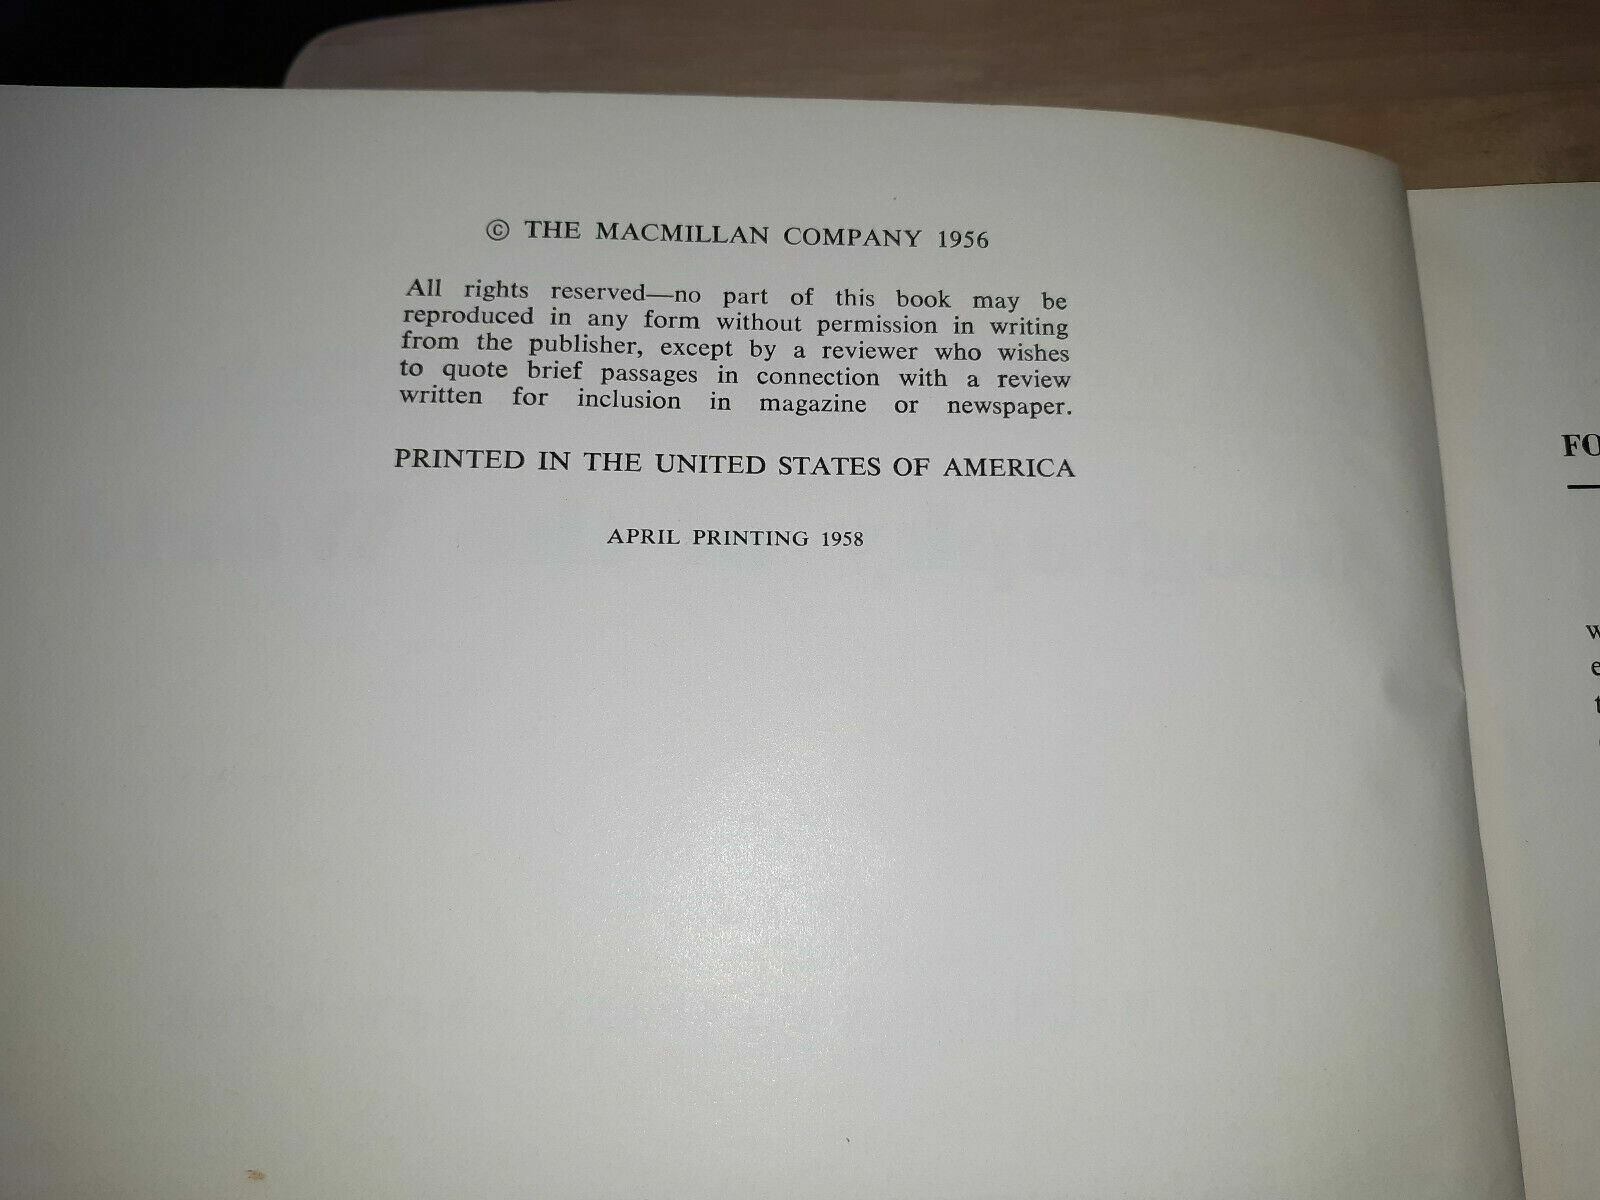 © THE MACMILLAN COMPANY 1956
All rights reserved—no part of this book may be
reproduced in any form without permission in writing
from the publisher, except by a reviewer who wishes
to quote brief passages in connection with a review
written for inclusion in magazine or newspaper.
PRINTED IN THE UNITED STATES OF AMERICA
APRIL PRINTING 1958
FO